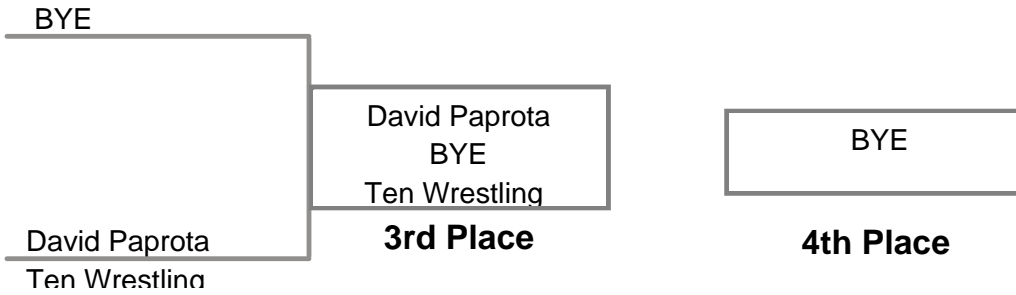 BYE
David Paprota
BYE
Ten Wrestling
3rd Place
BYE
4th Place
David Paprota
Ten Wrestling